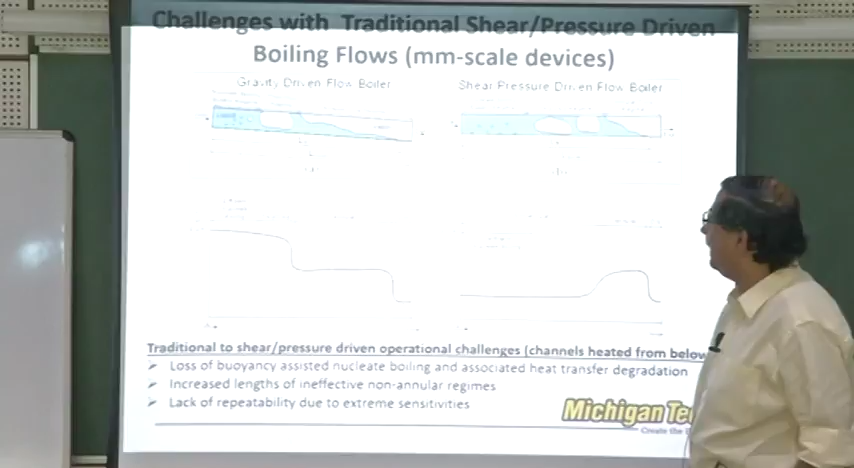 Challenges with Traditional Shear/Pressure Driven
Boiling Flows (mm-scale devices)
Gravity Driven Flow Boiler
Shear Pressure Driven Flow Boiler
Traditional to shear/pressure driven operational challenges (channels heated from below
➤ Loss of buoyancy assisted nucleate boiling and associated heat transfer degradation
➤ Increased lengths of ineffective non-annular regimes
➤ Lack of repeatability due to extreme sensitivities
Michigan Te
Create the